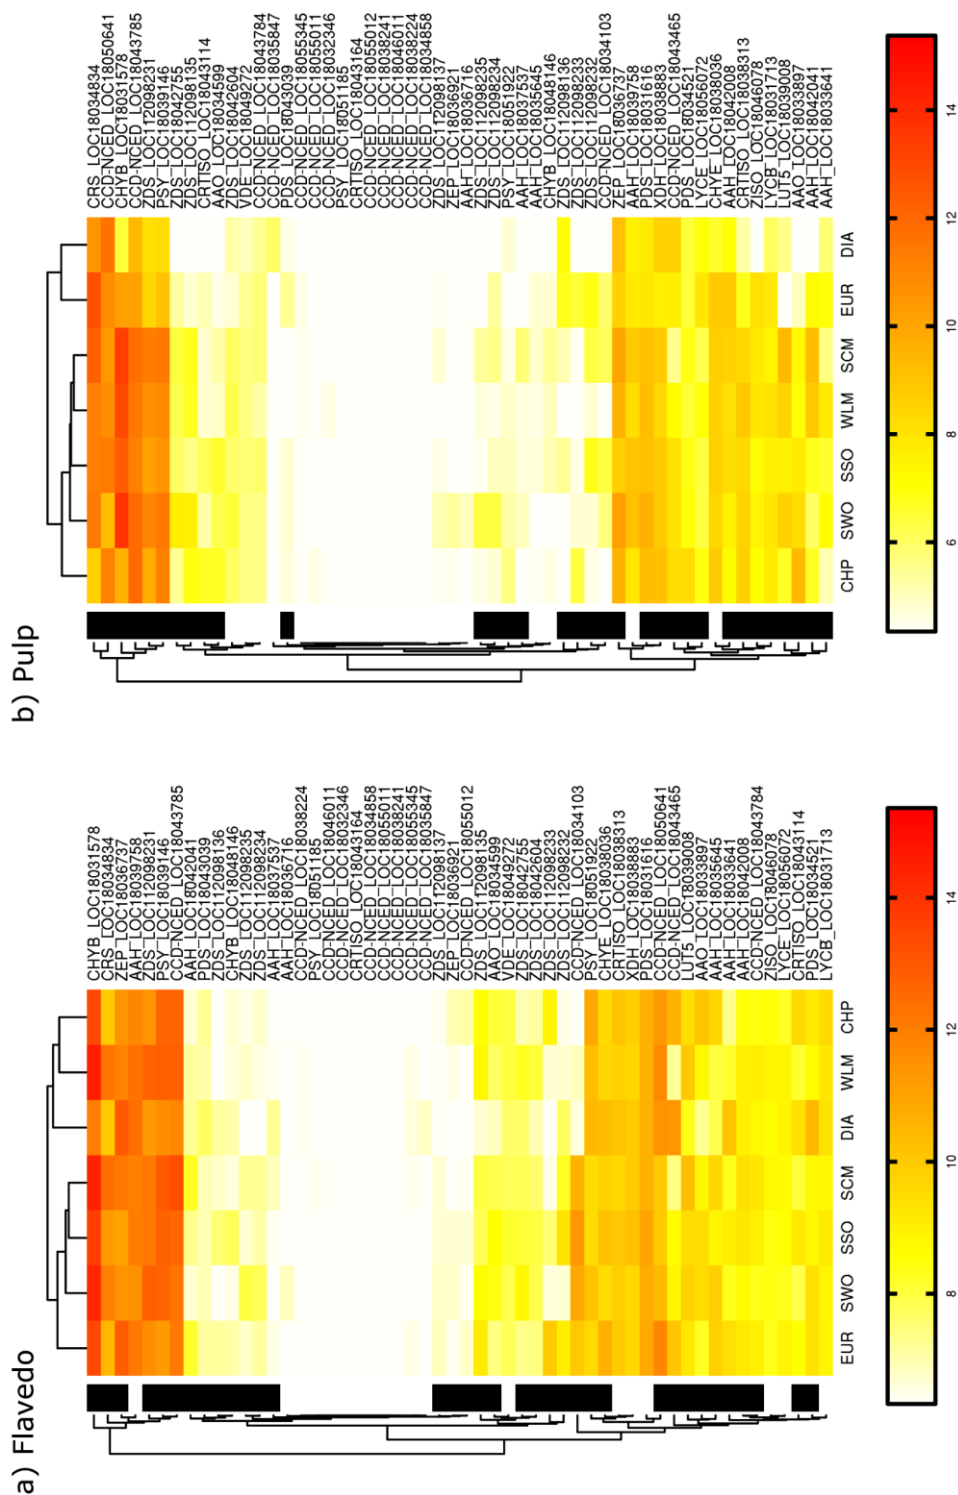 a) Flavedo
CHYB_LOC18031578
CRS_LOC18034834
ZEP_LOC18036737
AAH_LOC18039758
ZDS_LOC112098231
PSY_LOC18039146
CCD-NCED_LOC18043785
AAH_LOC18042041
PDS_LOC18043039
ZDS_LOC112098136
CHYB_LOC18048146
ZDS_LOC112098235
ZDS_LOC112098234
AAH_LOC18037537
AAH_LOC18036716
CCD-NCED_LOC18038224
PSY_LOC18051185
CCD-NCED_LOC18046011
CCD-NCED_LOC18032346
CRTISO_LOC18043164
CCD-NCED_LOC18034858
CCD-NCED_LOC18055011
CCD-NCED_LOC18038241
CCD-NCED_LOC18055345
CCD-NCED_LOC18035847
ZDS_LOC112098137
ZEP_LOC18036921
CCD-NCED_LOC18055012
ZDS_LOC112098135
AAO_LOC18034599
VDE_LOC18049272
ZDS_LOC18042755
ZDS_LOC18042604
ZDS_LOC112098233
ZDS_LOC112098232
CCD-NCED_LOC18034103
PSY_LOC18051922
CHYE_LOC18038036
CRTISO_LOC18038313
XDH_LOC18038883
PDS_LOC18031616
CCD-NCED_LOC18050641
CCD-NCED_LOC18043465
LUT5_LOC18039008
AAO_LOC18033897
AAH_LOC18035645
AAH_LOC18033641
AAH_LOC18042008
CCD-NCED_LOC18043784
ZISO_LOC18046078
LYCE_LOC18056072
CRTISO_LOC18043114
PDS_LOC18034521
LYCB_LOC18031713
EUR SWO SSO SCM DIA WLM CHP
8 10 12 14
b) Pulp
CRS_LOC18034834
CCD-NCED_LOC18050641
CHYB_LOC18031578
CCD-NCED_LOC18043785
ZDS_LOC112098231
PSY_LOC18039146
ZDS_LOC18042755
ZDS_LOC112098135
CRTISO_LOC18043114
AAO_LOC18034599
ZDS_LOC18042604
VDE_LOC18049272
CCD-NCED_LOC18043784
CCD-NCED_LOC18035847
PDS_LOC18043039
CCD-NCED_LOC18055345
CCD-NCED_LOC18055011
CCD-NCED_LOC18032346
PSY_LOC18051185
CRTISO_LOC18043164
CCD-NCED_LOC18055012
CCD-NCED_LOC18038241
CCD-NCED_LOC18046011
CCD-NCED_LOC18038224
CCD-NCED_LOC18034858
ZDS_LOC112098137
ZEP_LOC18036921
AAH_LOC18036716
ZDS_LOC112098235
ZDS_LOC112098234
PSY_LOC18051922
AAH_LOC18037537
AAH_LOC18035645
CHYB_LOC18048146
ZDS_LOC112098136
ZDS_LOC112098233
ZDS_LOC112098232
CCD-NCED_LOC18034103
ZEP_LOC18036737
AAH_LOC18039758
PDS_LOC18031616
XDH_LOC18038883
CCD-NCED_LOC18043465
PDS_LOC18034521
LYCE_LOC18056072
CHYE_LOC18038036
AAH_LOC18042008
CRTISO_LOC18038313
ZISO_LOC18046078
LYCB_LOC18031713
LUT5_LOC18039008
AAO_LOC18033897
AAH_LOC18042041
AAH_LOC18033641
CHP SWO SSO WLM SCM EUR DIA
6 8 10 12 14